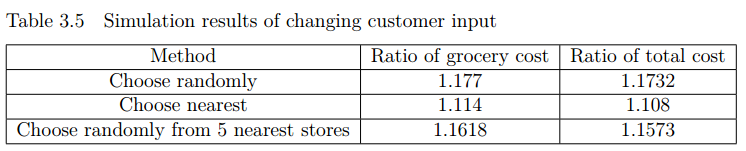 Table 3.5 Simulation results of changing customer input
Method Ratio of grocery cost Ratio of total cost
Choose randomly 1.177 1.1732
Choose nearest 1.114 1.108
Choose randomly from 5 nearest stores 1.1618 1.1573